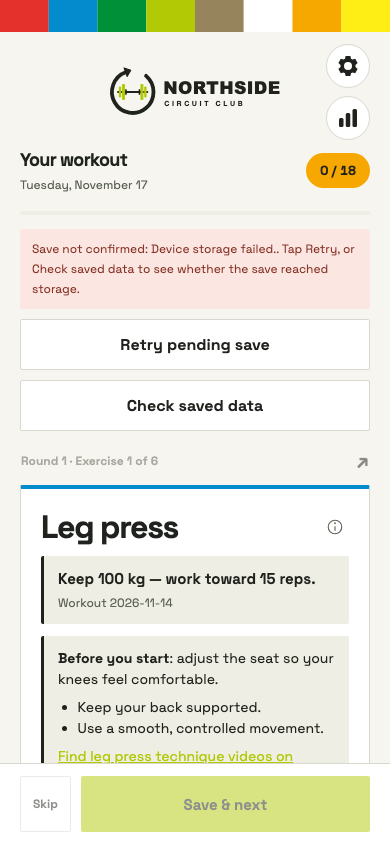 NORTHSIDE
CIRCUIT CLUB
Your workout
Tuesday, November 17
0 / 18
Save not confirmed: Device storage failed.. Tap Retry, or
Check saved data to see whether the save reached
storage.
Retry pending save
Check saved data
Round 1 · Exercise 1 of 6
Leg press
Keep 100 kg — work toward 15 reps.
Workout 2026-11-14
Before you start: adjust the seat so your
knees feel comfortable.
• Keep your back supported.
• Use a smooth, controlled movement.
Find leg press technique videos on
Skip
Save & next